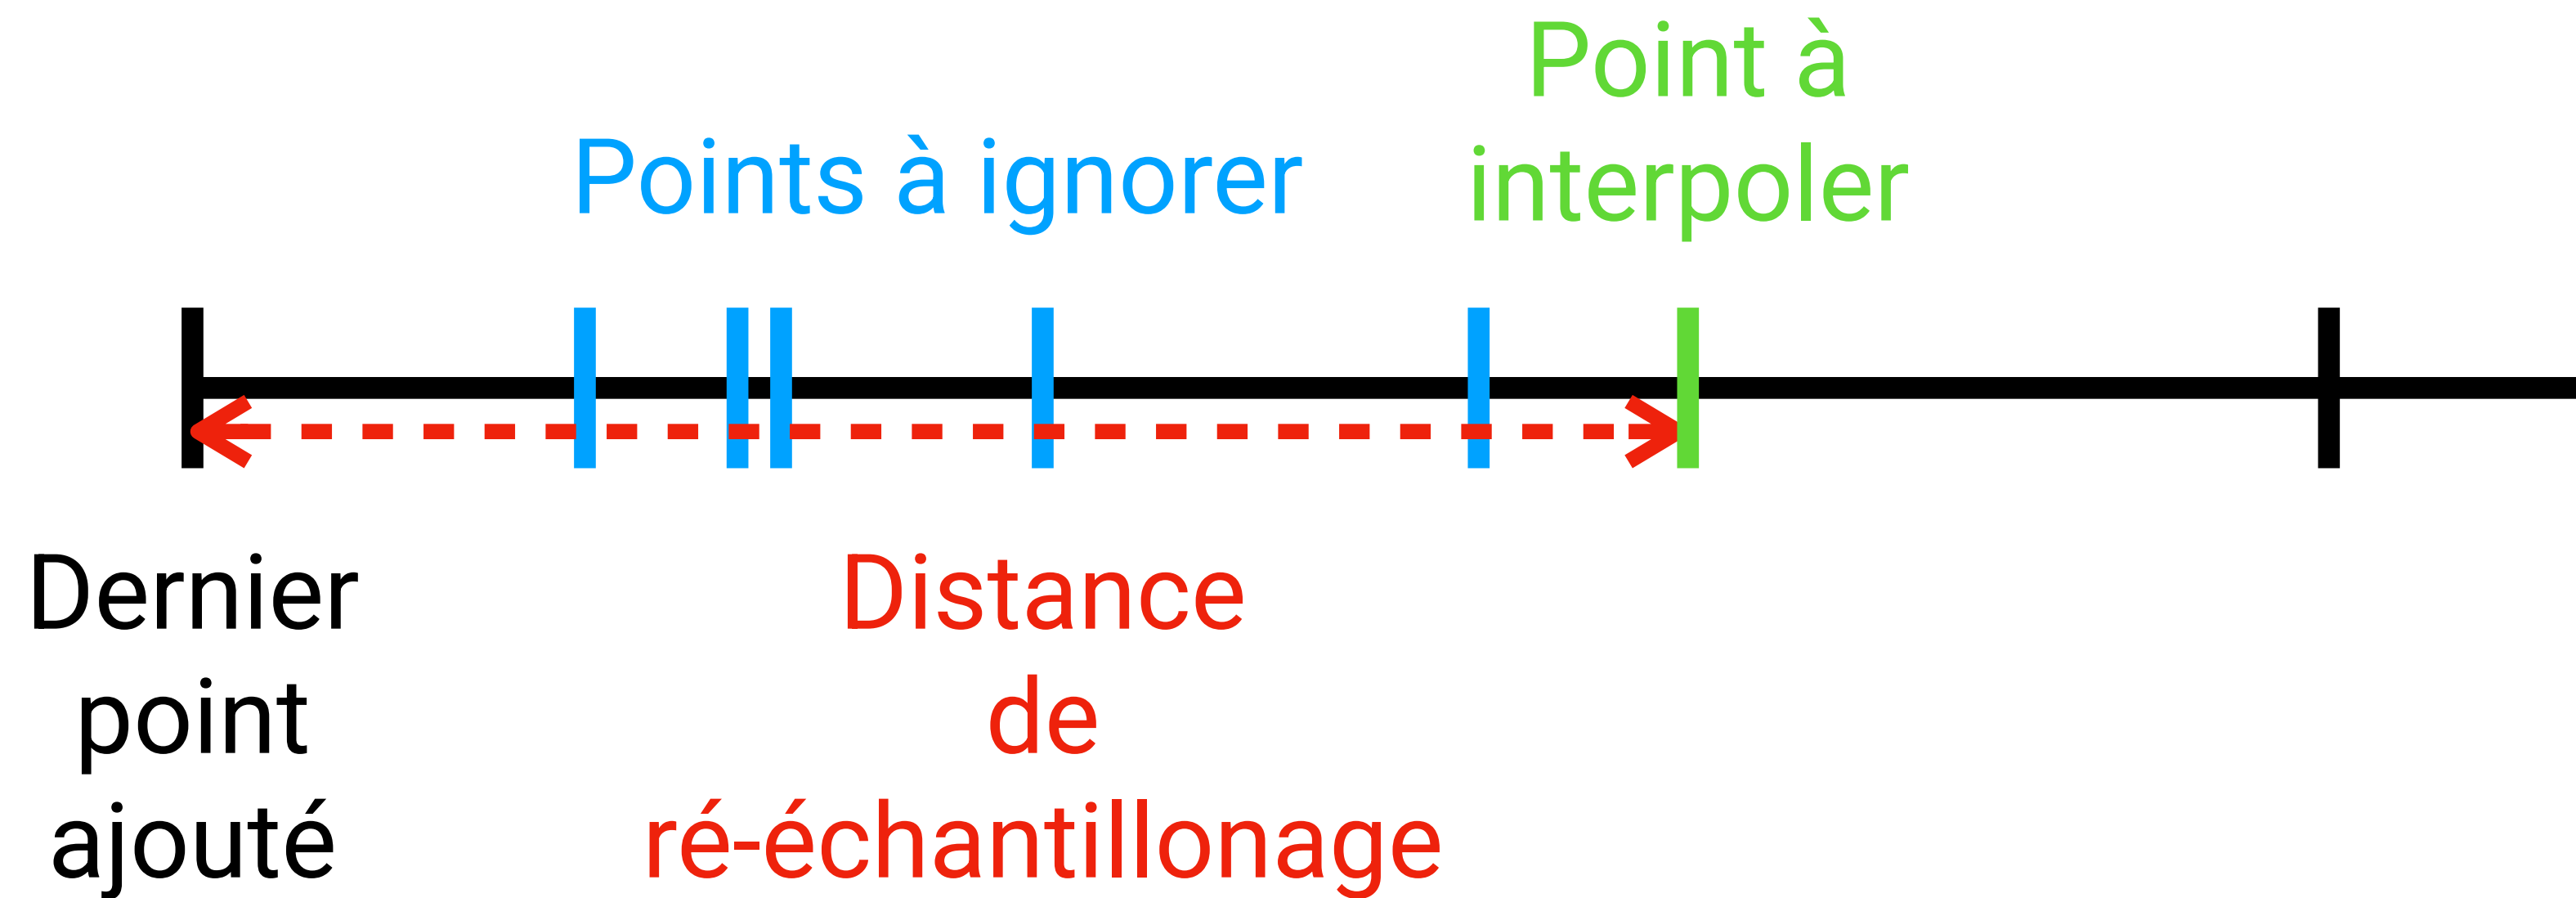 Point à
interpoler
Points à ignorer
Dernier
point
ajouté
Distance
de
ré-échantillonage